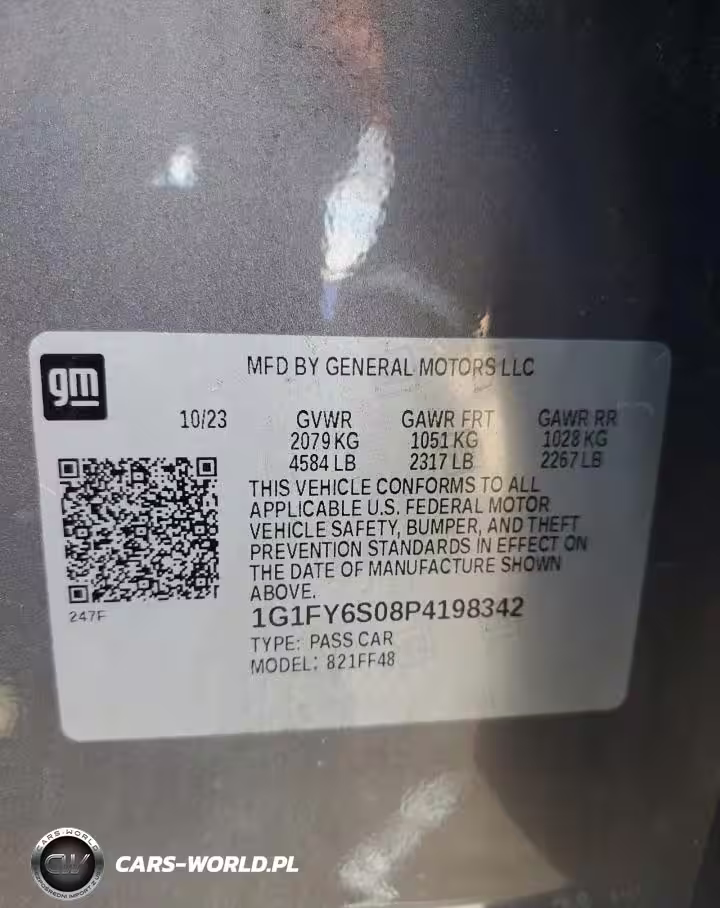 gm
MFD BY GENERAL MOTORS LLC
10/23 GVWR GAWR FRT GAWR RR
2079 KG 1051 KG 1028 KG
4584 LB 2317 LB 2267 LB
THIS VEHICLE CONFORMS TO ALL
APPLICABLE U.S. FEDERAL MOTOR
VEHICLE SAFETY, BUMPER, AND THEFT
PREVENTION STANDARDS IN EFFECT ON
THE DATE OF MANUFACTURE SHOWN
ABOVE.
247F
1G1FY6S08P4198342
TYPE: PASS CAR
MODEL: 821FF48
CARS-WORLD
CARS-WORLD.PL